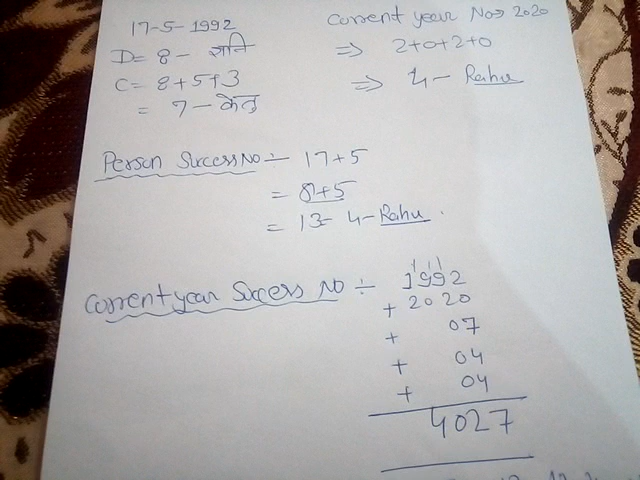 17-5-1992
D= 8 - शनि
C= 8+5+3
= 7 - केतु
Current year No→ 2020
⇒ 2+0+2+0
⇒ 4 - Rahu
Person Success No ÷ 17+5
= 8+5
= 13= 4 - Rahu.
Current year Success No ÷ 1992
+ 2020
+ 07
+ 04
+ 04
4027